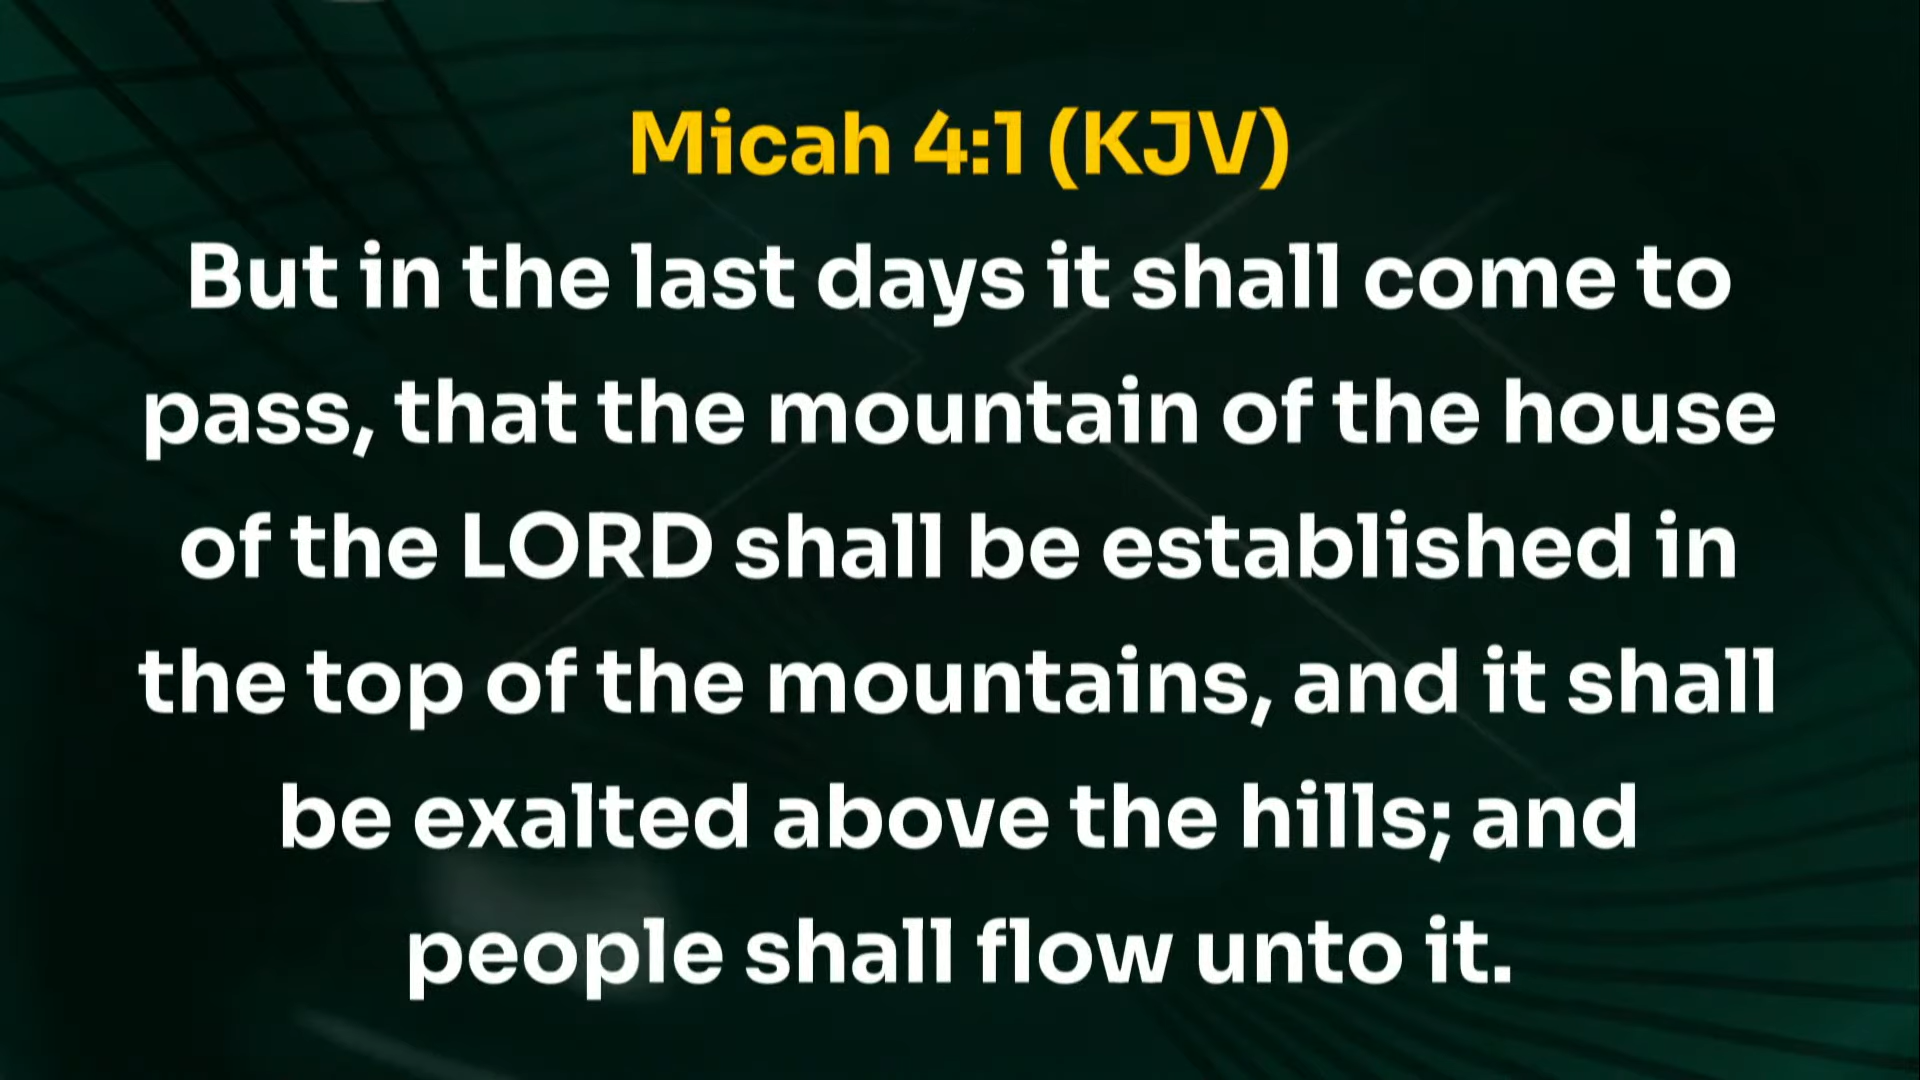 Micah 4:1 (KJV)
But in the last days it shall come to
pass, that the mountain of the house
of the LORD shall be established in
the top of the mountains, and it shall
be exalted above the hills; and
people shall flow unto it.